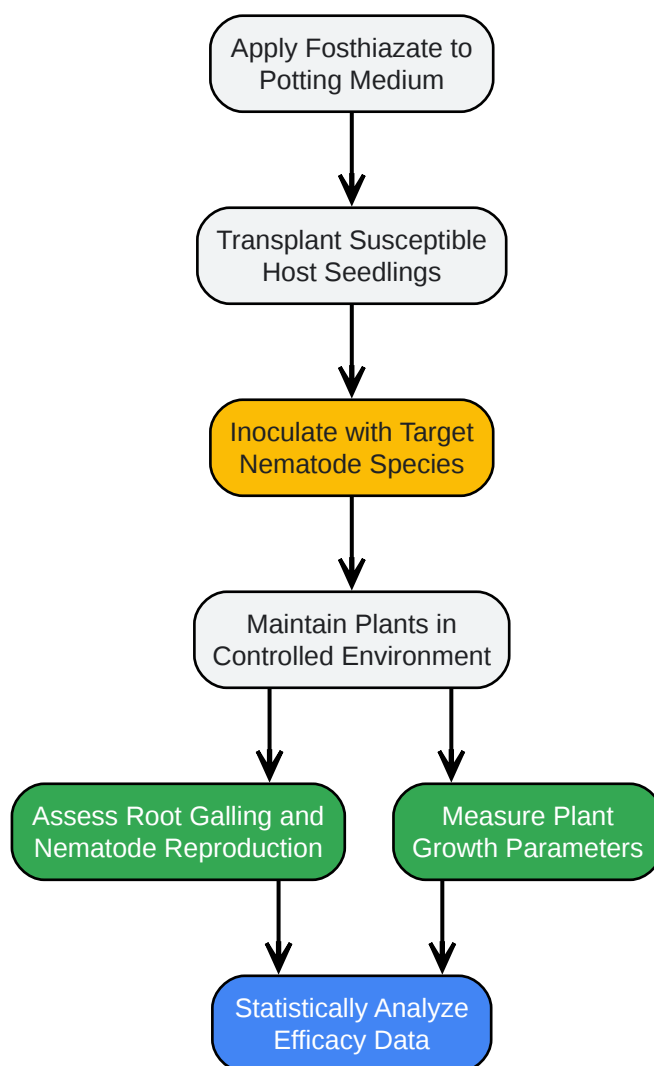 Apply Fosthiazate to
Potting Medium
Transplant Susceptible
Host Seedlings
Inoculate with Target
Nematode Species
Maintain Plants in
Controlled Environment
Assess Root Galling and
Nematode Reproduction
Measure Plant
Growth Parameters
Statistically Analyze
Efficacy Data